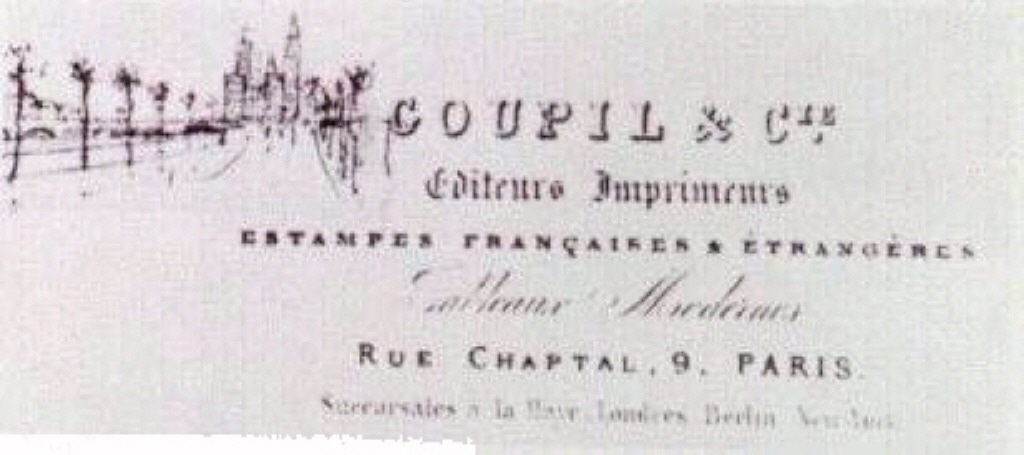 GOUPIL & Cie
Editeurs Imprimeurs
ESTAMPES FRANÇAISES & ÉTRANGÈRES
Tableaux Modernes
RUE CHAPTAL, 9, PARIS.
Succursales à la Haye Londres Berlin New-York